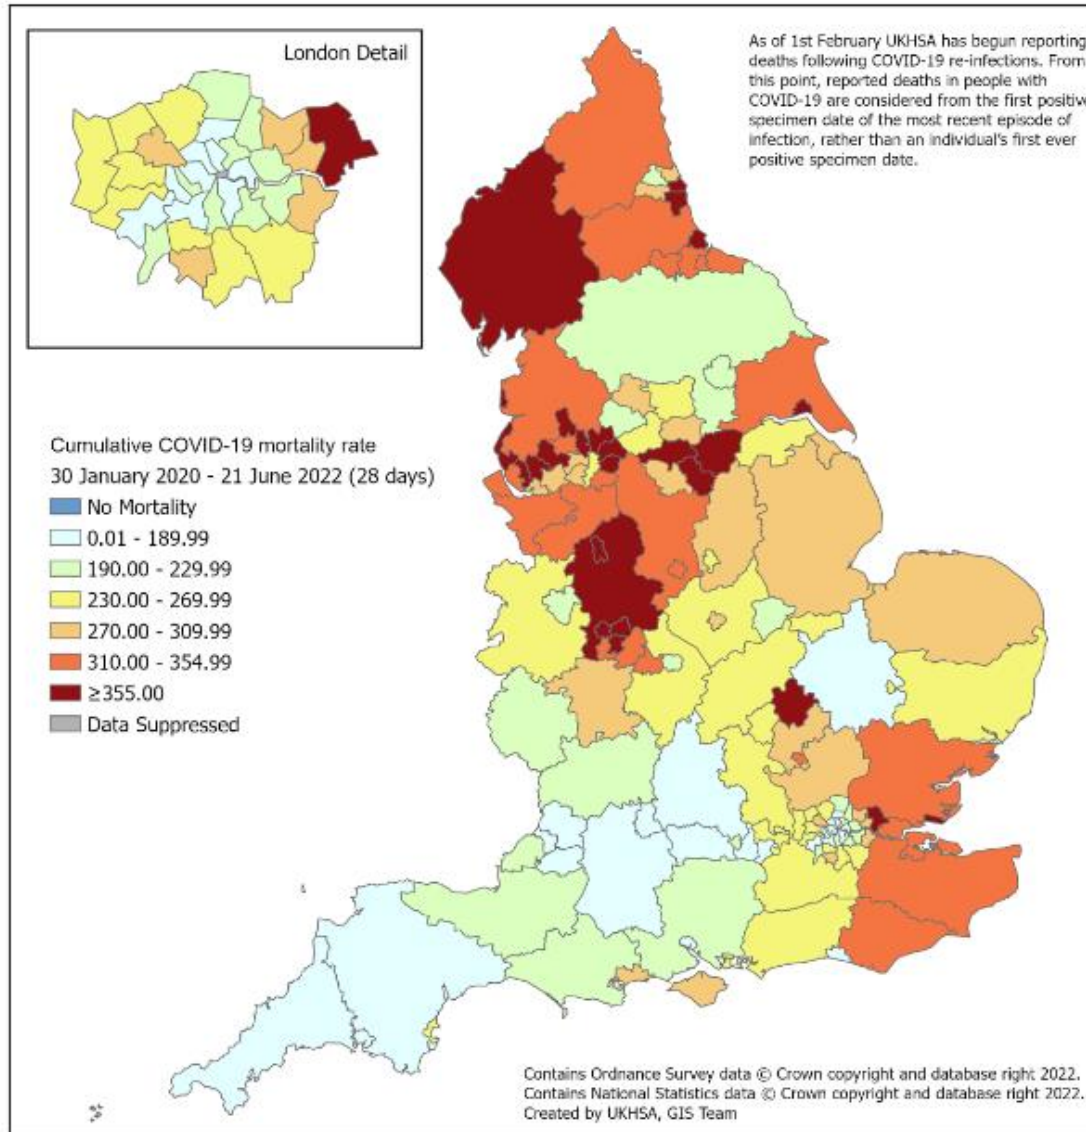 London Detail
As of 1st February UKHSA has begun reporting
deaths following COVID-19 re-infections. From
this point, reported deaths in people with
COVID-19 are considered from the first positive
specimen date of the most recent episode of
infection, rather than an individual's first ever
positive specimen date.
Cumulative COVID-19 mortality rate
30 January 2020 - 21 June 2022 (28 days)
No Mortality
0.01 - 189.99
190.00 - 229.99
230.00 - 269.99
270.00 - 309.99
310.00 - 354.99
≥355.00
Data Suppressed
Contains Ordnance Survey data © Crown copyright and database right 2022.
Contains National Statistics data © Crown copyright and database right 2022.
Created by UKHSA, GIS Team